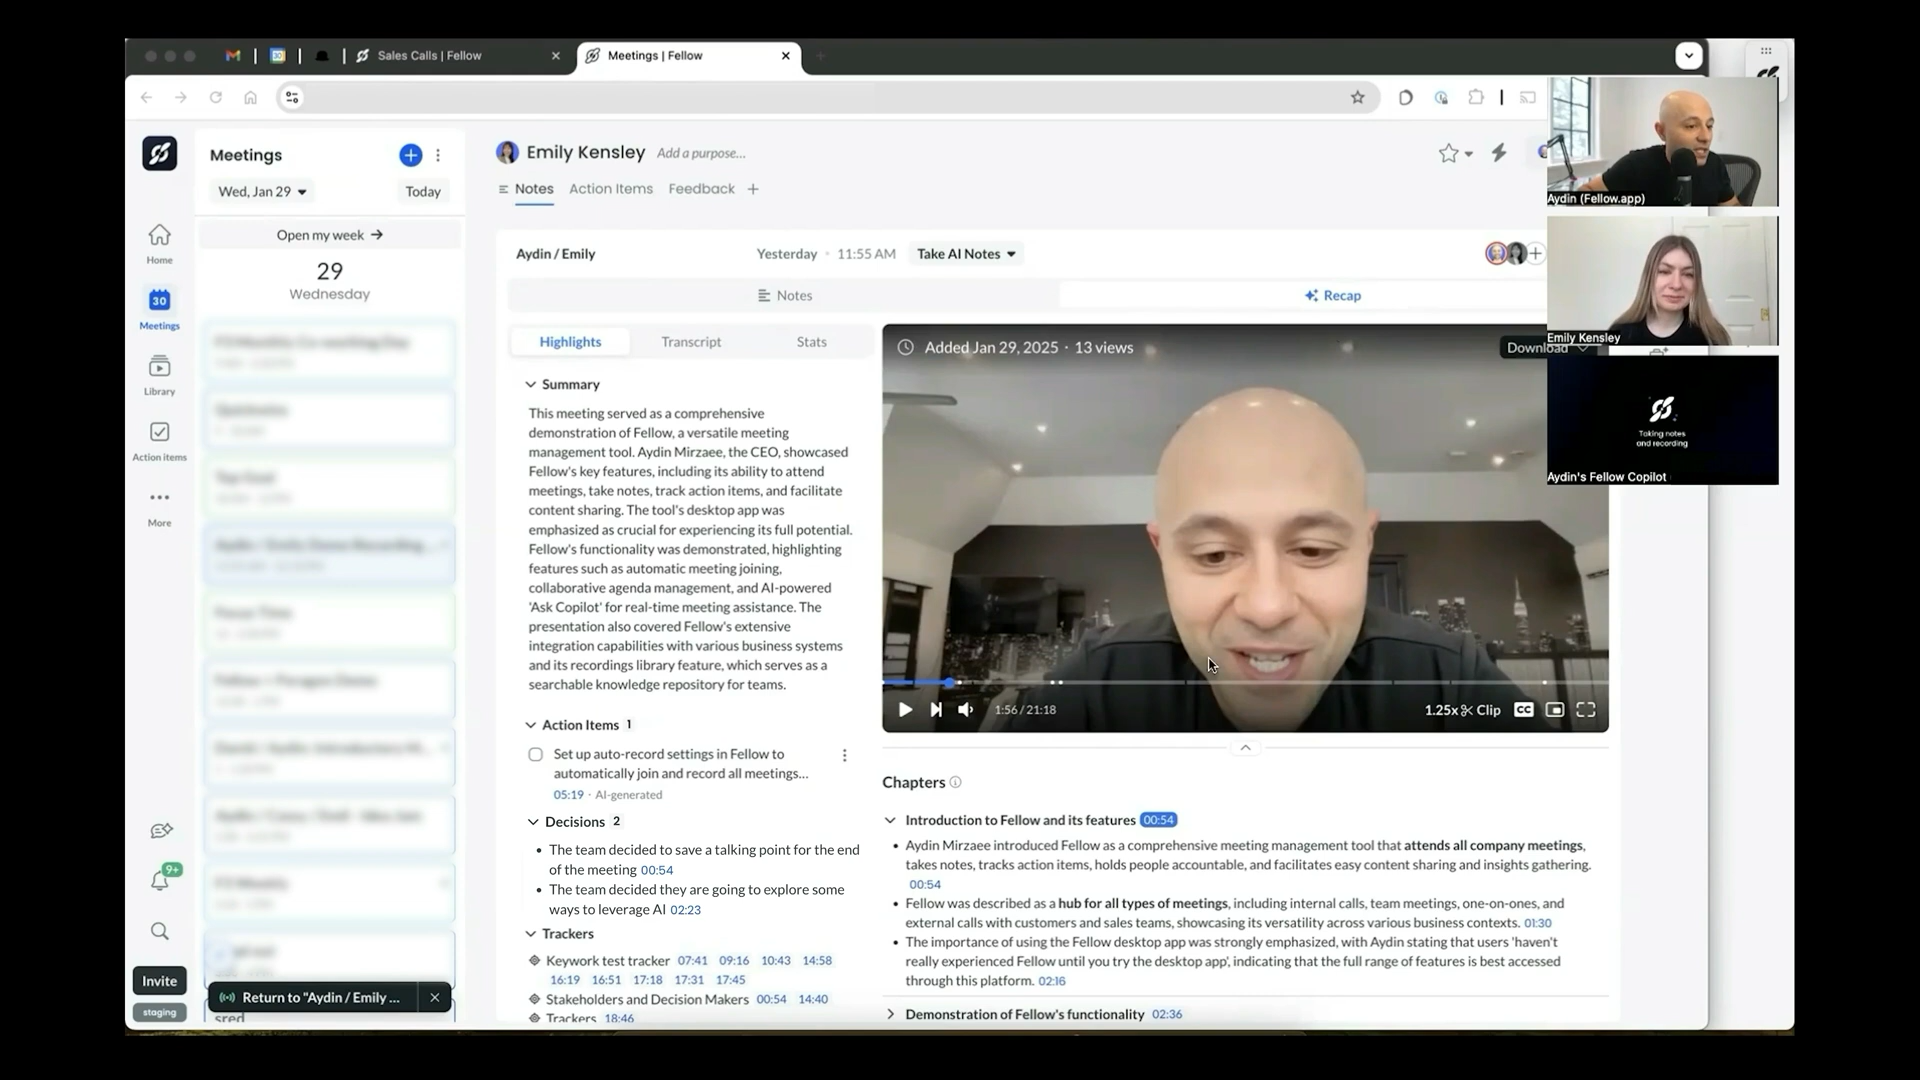 Sales Calls | Fellow
Meetings | Fellow
Meetings
Wed, Jan 29
Today
Open my week →
29
Wednesday
Home
30
Meetings
Library
Action items
More
9+
Invite
staging
Return to "Aydin / Emily ...
sred
Emily Kensley
Add a purpose...
Notes
Action Items
Feedback
Aydin / Emily
Yesterday · 11:55 AM
Take AI Notes
Notes
Recap
Highlights
Transcript
Stats
Summary
This meeting served as a comprehensive
demonstration of Fellow, a versatile meeting
management tool. Aydin Mirzaee, the CEO, showcased
Fellow's key features, including its ability to attend
meetings, take notes, track action items, and facilitate
content sharing. The tool's desktop app was
emphasized as crucial for experiencing its full potential.
Fellow's functionality was demonstrated, highlighting
features such as automatic meeting joining,
collaborative agenda management, and AI-powered
'Ask Copilot' for real-time meeting assistance. The
presentation also covered Fellow's extensive
integration capabilities with various business systems
and its recordings library feature, which serves as a
searchable knowledge repository for teams.
Action Items 1
Set up auto-record settings in Fellow to
automatically join and record all meetings...
05:19 · AI-generated
Decisions 2
• The team decided to save a talking point for the end
of the meeting 00:54
• The team decided they are going to explore some
ways to leverage AI 02:23
Trackers
Keywork test tracker 07:41 09:16 10:43 14:58
16:19 16:51 17:18 17:31 17:45
Stakeholders and Decision Makers 00:54 14:40
Trackers 18:46
Added Jan 29, 2025 · 13 views
Download
1:56 / 21:18
1.25x
Clip
CC
Chapters
Introduction to Fellow and its features 00:54
• Aydin Mirzaee introduced Fellow as a comprehensive meeting management tool that attends all company meetings,
takes notes, tracks action items, holds people accountable, and facilitates easy content sharing and insights gathering.
00:54
• Fellow was described as a hub for all types of meetings, including internal calls, team meetings, one-on-ones, and
external calls with customers and sales teams, showcasing its versatility across various business contexts. 01:30
• The importance of using the Fellow desktop app was strongly emphasized, with Aydin stating that users 'haven't
really experienced Fellow until you try the desktop app', indicating that the full range of features is best accessed
through this platform. 02:16
Demonstration of Fellow's functionality 02:36
Aydin (Fellow.app)
Emily Kensley
Taking notes
and recording
Aydin's Fellow Copilot